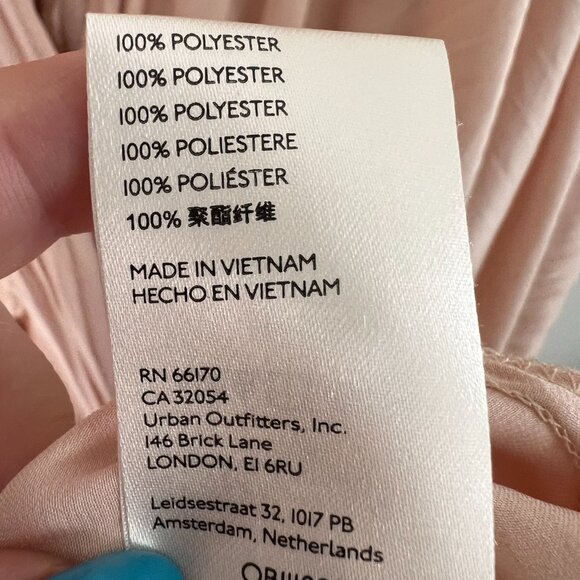 100% POLYESTER
100% POLYESTER
100% POLYESTER
100% POLIESTERE
100% POLIÉSTER
100% 聚酯纤维
MADE IN VIETNAM
HECHO EN VIETNAM
RN 66170
CA 32054
Urban Outfitters, Inc.
146 Brick Lane
LONDON, E1 6RU
Leidsestraat 32, 1017 PB
Amsterdam, Netherlands